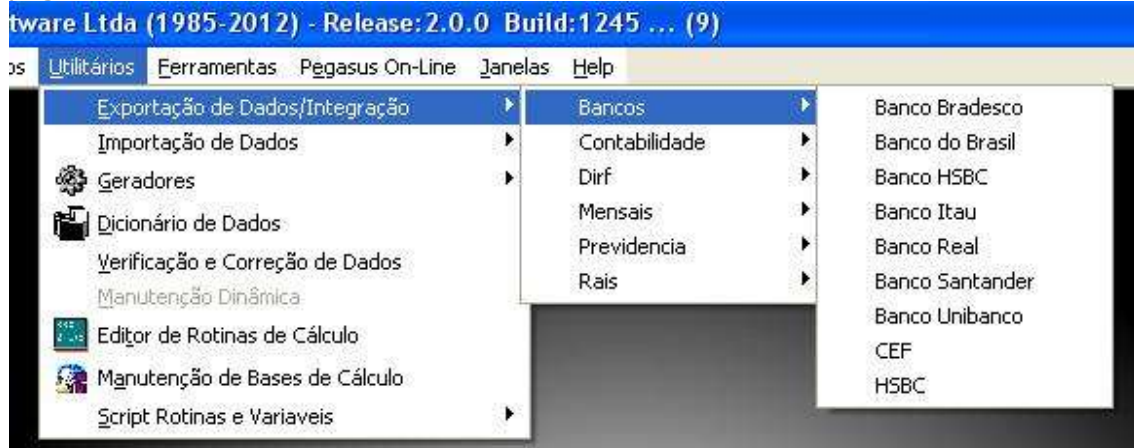 tware Ltda (1985-2012) - Release:2.0.0 Build:1245 ... (9)
os Utilitários Ferramentas Pegasus On-Line Janelas Help
Exportação de Dados/Integração
Importação de Dados
Geradores
Dicionário de Dados
Verificação e Correção de Dados
Manutenção Dinâmica
Editor de Rotinas de Cálculo
Manutenção de Bases de Cálculo
Script Rotinas e Variaveis
Bancos
Contabilidade
Dirf
Mensais
Previdencia
Rais
Banco Bradesco
Banco do Brasil
Banco HSBC
Banco Itau
Banco Real
Banco Santander
Banco Unibanco
CEF
HSBC